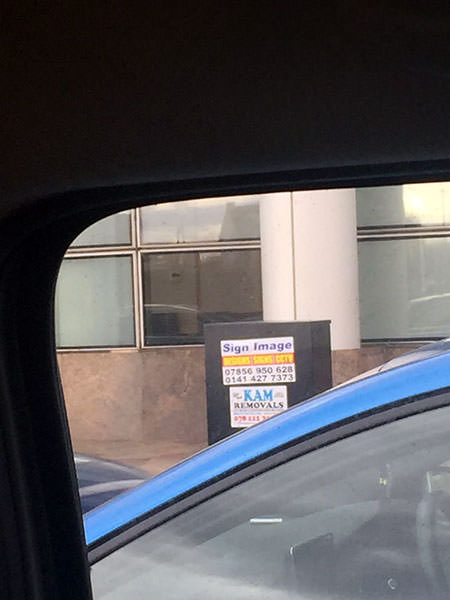 Sign Image
DESIGNS SIGNS CCTV
07856 950 628
0141 427 7373
KAM
REMOVALS